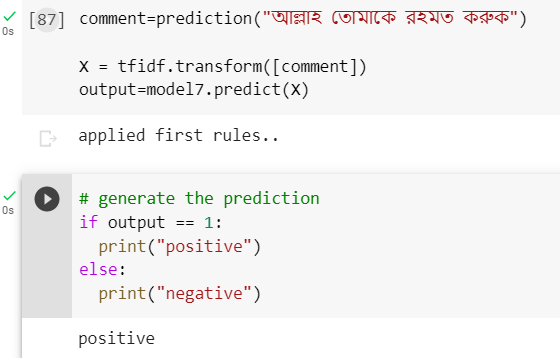 [87] comment=prediction("আল্লাহ তোমাকে রহমত করুক")
0s
X = tfidf.transform([comment])
output=model7.predict(X)
applied first rules..
# generate the prediction
0s
if output == 1:
print("positive")
else:
print("negative")
positive